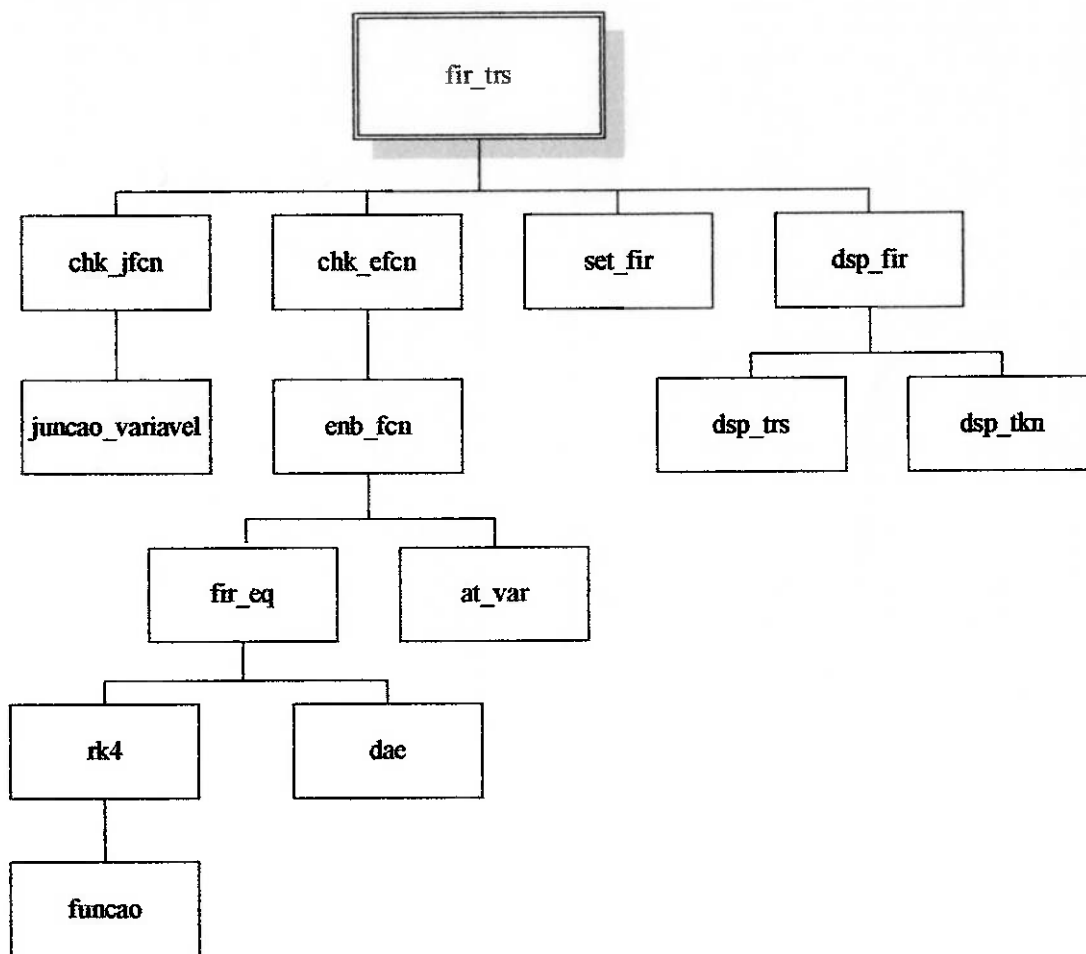 fir_trs
chk_jfcn
chk_efcn
set_fir
dsp_fir
juncao_variavel
enb_fcn
dsp_trs
dsp_tkn
fir_eq
at_var
rk4
dae
funcao